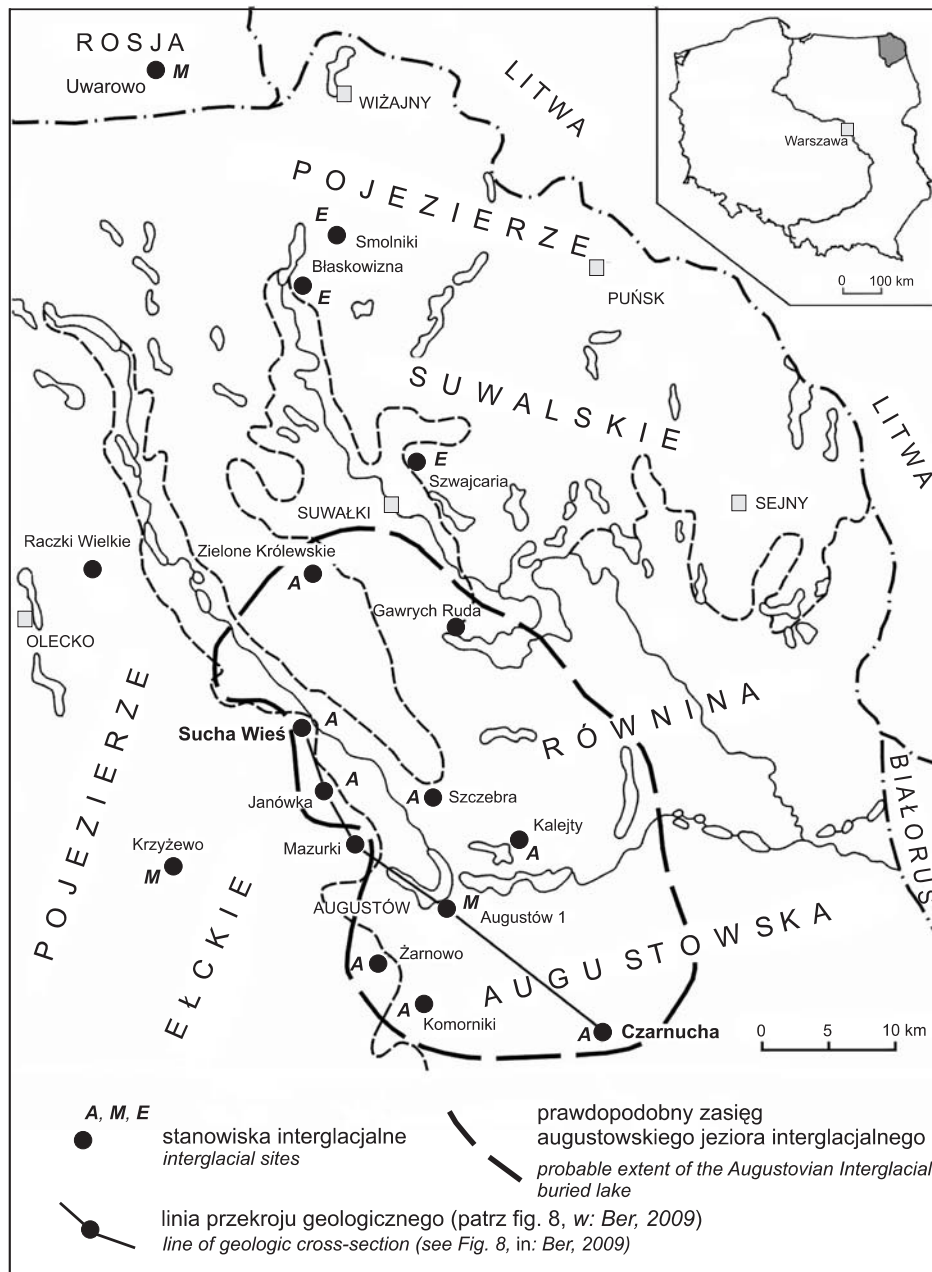 ROSJA
Uwarowo M
WIŻAJNY
LITWA
Warszawa
0 100 km
POJEZIERZE
E
Smolniki
Błaskowizna
E
PUŃSK
SUWALSKIE
LITWA
E
Szwajcaria
SUWAŁKI
SEJNY
Raczki Wielkie
Zielone Królewskie
A
Gawrych Ruda
OLECKO
POJEZIERZE
RÓWNINA
Sucha Wieś A
BIAŁORUŚ
A
Janówka
A Szczebra
Kalejty
A
Mazurki
Krzyżewo
M
EŁCKIE
AUGUSTÓW
M
Augustów 1
AUGUSTOWSKA
Żarnowo
A
A
Komorniki
A Czarnucha
0 5 10 km
A, M, E
stanowiska interglacjalne
interglacial sites
prawdopodobny zasięg
augustowskiego jeziora interglacjalnego
probable extent of the Augustovian Interglacial
buried lake
linia przekroju geologicznego (patrz fig. 8, w: Ber, 2009)
line of geologic cross-section (see Fig. 8, in: Ber, 2009)